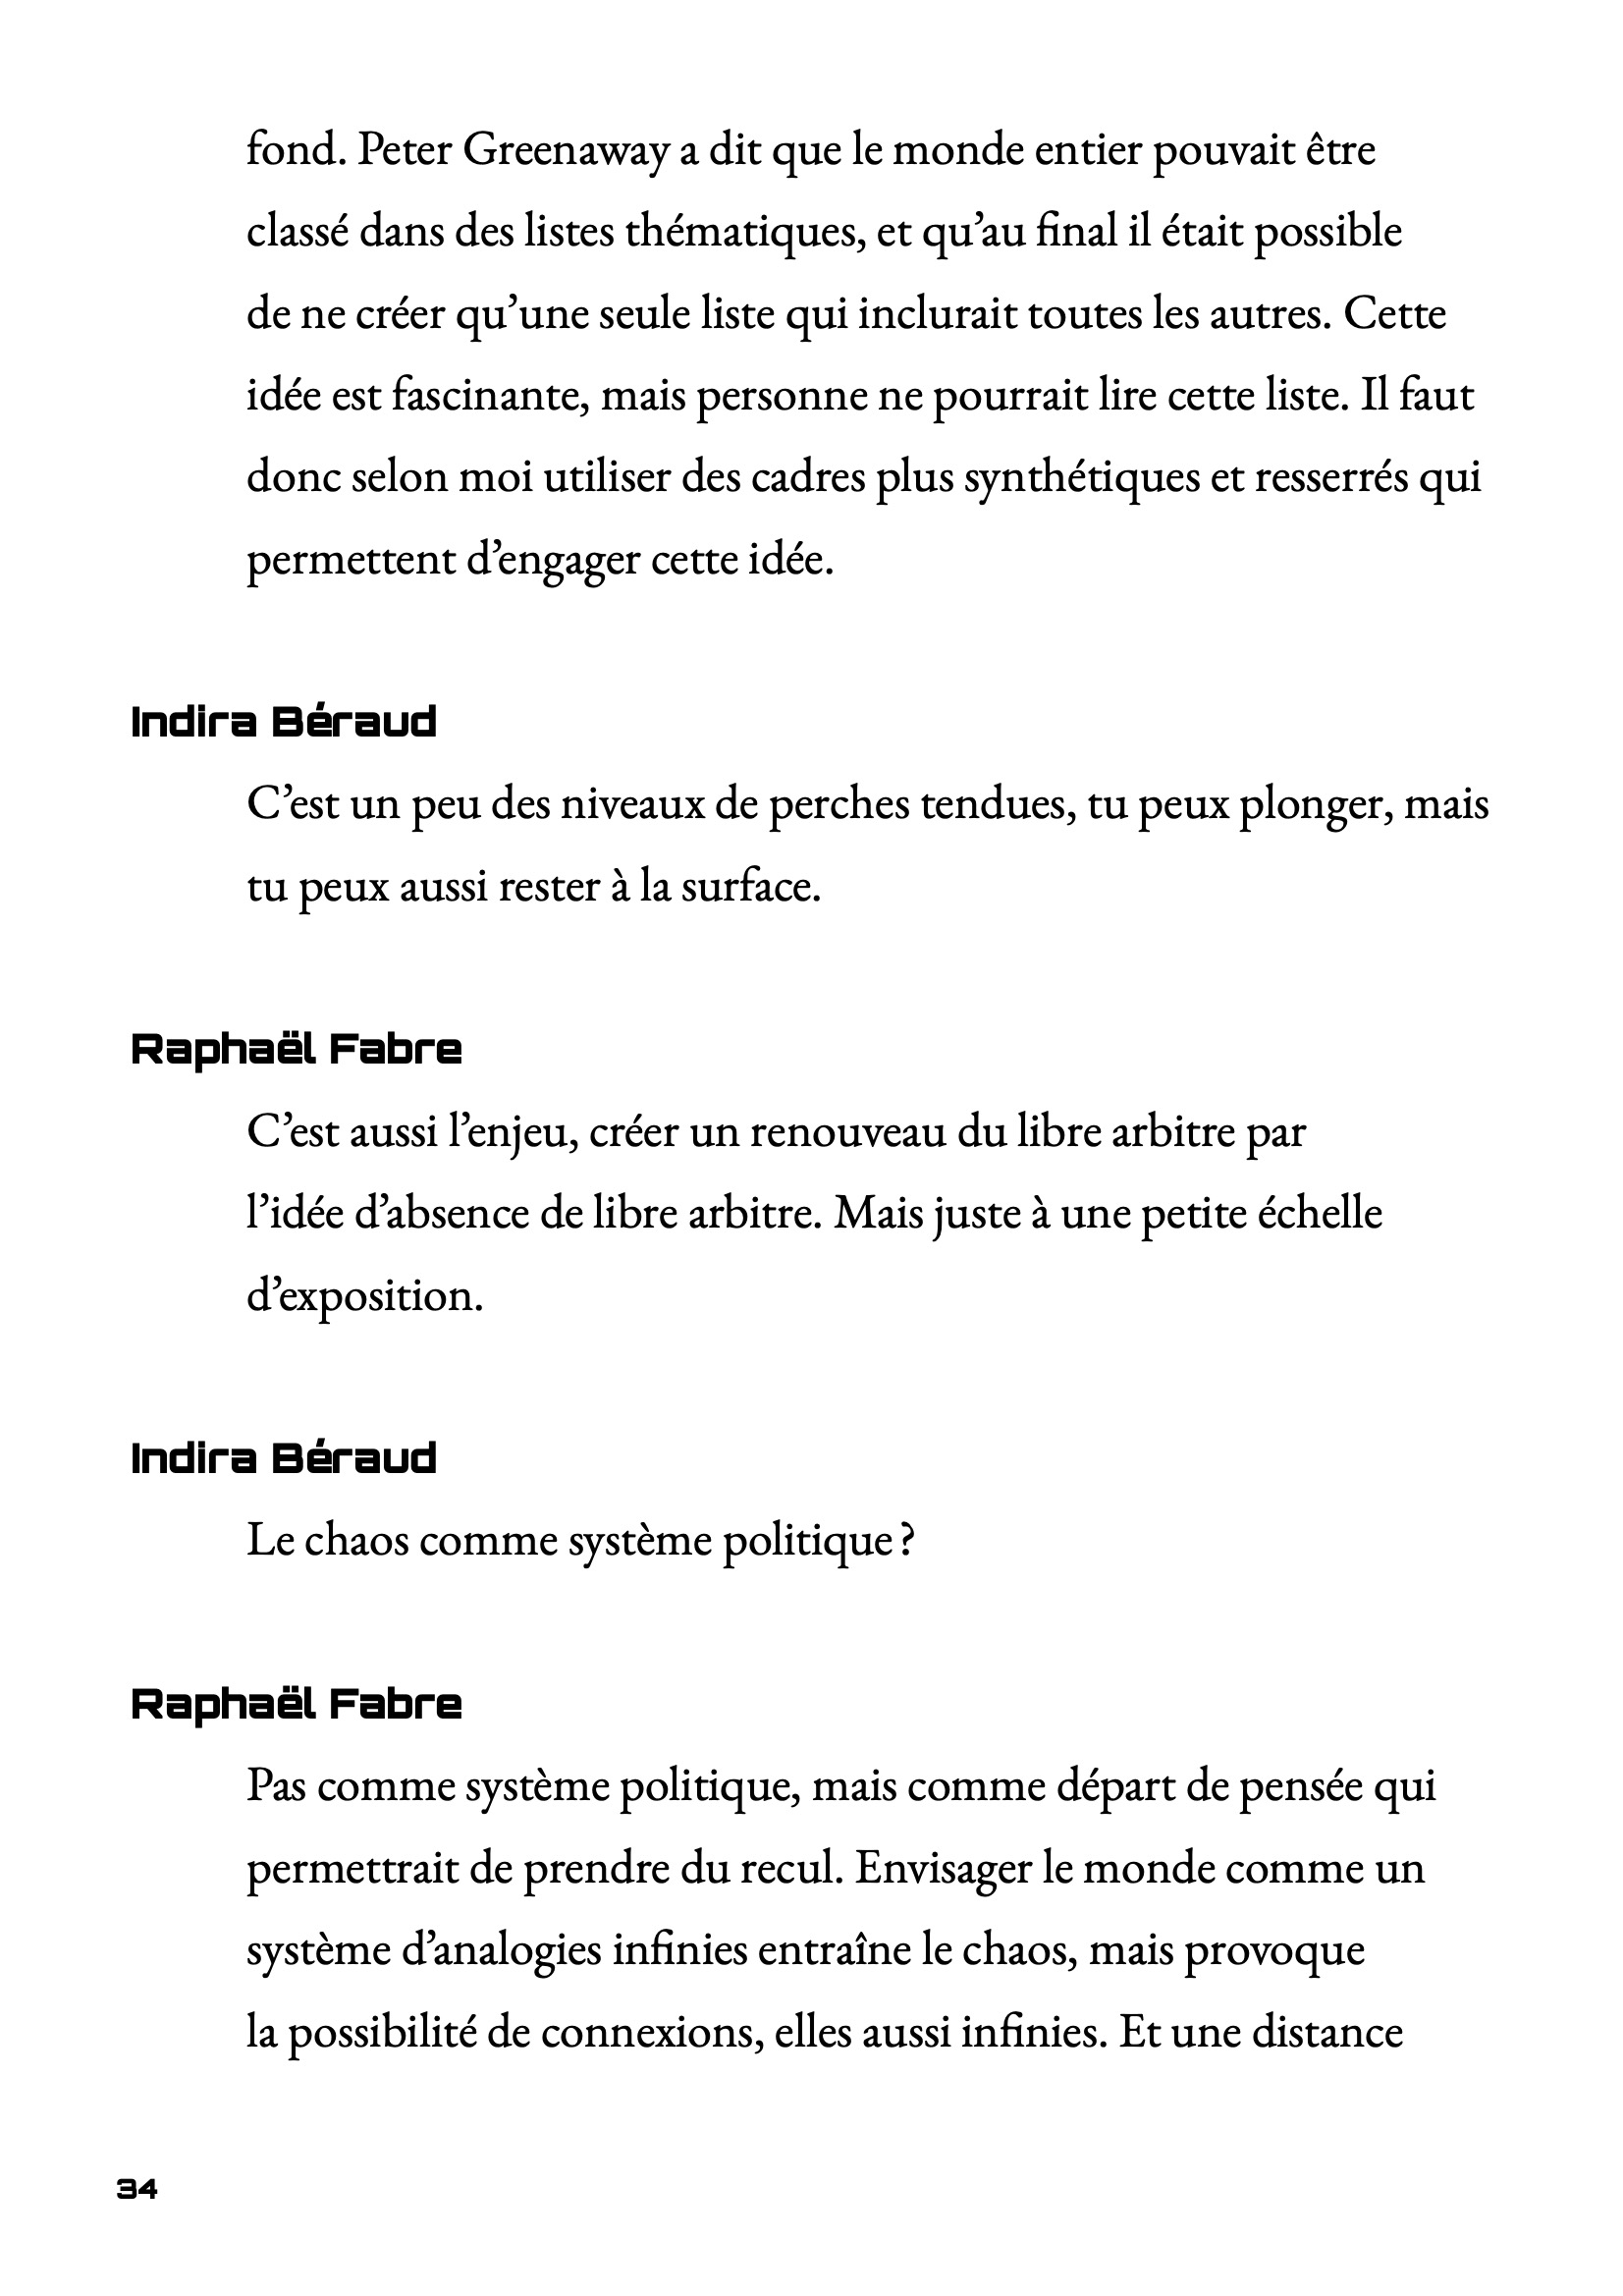 fond. Peter Greenaway a dit que le monde entier pouvait être
classé dans des listes thématiques, et qu’au final il était possible
de ne créer qu’une seule liste qui inclurait toutes les autres. Cette
idée est fascinante, mais personne ne pourrait lire cette liste. Il faut
donc selon moi utiliser des cadres plus synthétiques et resserrés qui
permettent d’engager cette idée.
Indira Béraud
C’est un peu des niveaux de perches tendues, tu peux plonger, mais
tu peux aussi rester à la surface.
Raphaël Fabre
C’est aussi l’enjeu, créer un renouveau du libre arbitre par
l’idée d’absence de libre arbitre. Mais juste à une petite échelle
d’exposition.
Indira Béraud
Le chaos comme système politique ?
Raphaël Fabre
Pas comme système politique, mais comme départ de pensée qui
permettrait de prendre du recul. Envisager le monde comme un
système d’analogies infinies entraîne le chaos, mais provoque
la possibilité de connexions, elles aussi infinies. Et une distance
34